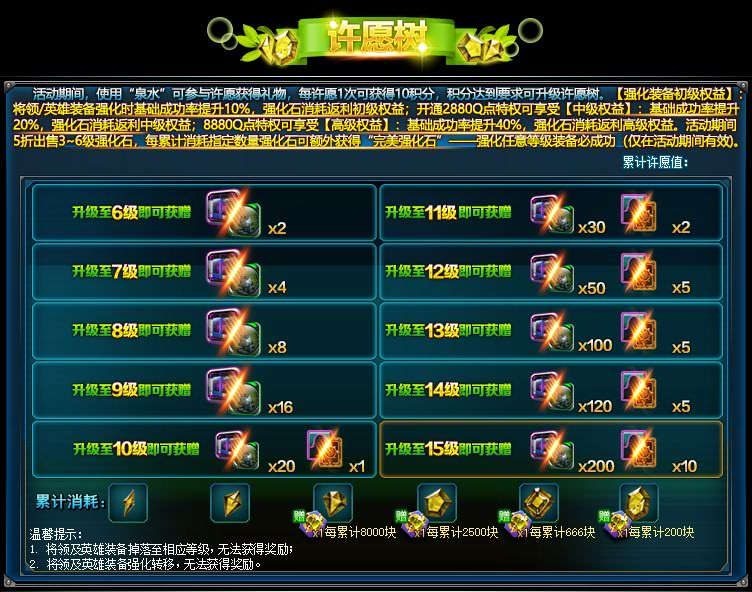 许愿树
活动期间，使用“泉水”可参与许愿获得礼物，每许愿1次可获得10积分，积分达到要求可升级许愿树。【强化装备初级权益】：
将领/英雄装备强化时基础成功率提升10%，强化石消耗返利初级权益；开通2880Q点特权可享受【中级权益】：基础成功率提升
20%，强化石消耗返利中级权益；8880Q点特权可享受【高级权益】：基础成功率提升40%，强化石消耗返利高级权益。活动期间
5折出售3~6级强化石，每累计消耗指定数量强化石可额外获得“完美强化石”——强化任意等级装备必成功（仅在活动期间有效)。
累计许愿值：
升级至6级即可获赠 x2
升级至11级即可获赠 x30 x2
升级至7级即可获赠 x4
升级至12级即可获赠 x50 x5
升级至8级即可获赠 x8
升级至13级即可获赠 x100 x5
升级至9级即可获赠 x16
升级至14级即可获赠 x120 x5
升级至10级即可获赠 x20 x1
升级至15级即可获赠 x200 x10
累计消耗：
赠 x1每累计8000块 赠 x1每累计2500块 赠 x1每累计666块 赠 x1每累计200块
温馨提示：
1. 将领及英雄装备掉落至相应等级，无法获得奖励；
2. 将领及英雄装备强化转移，无法获得奖励。